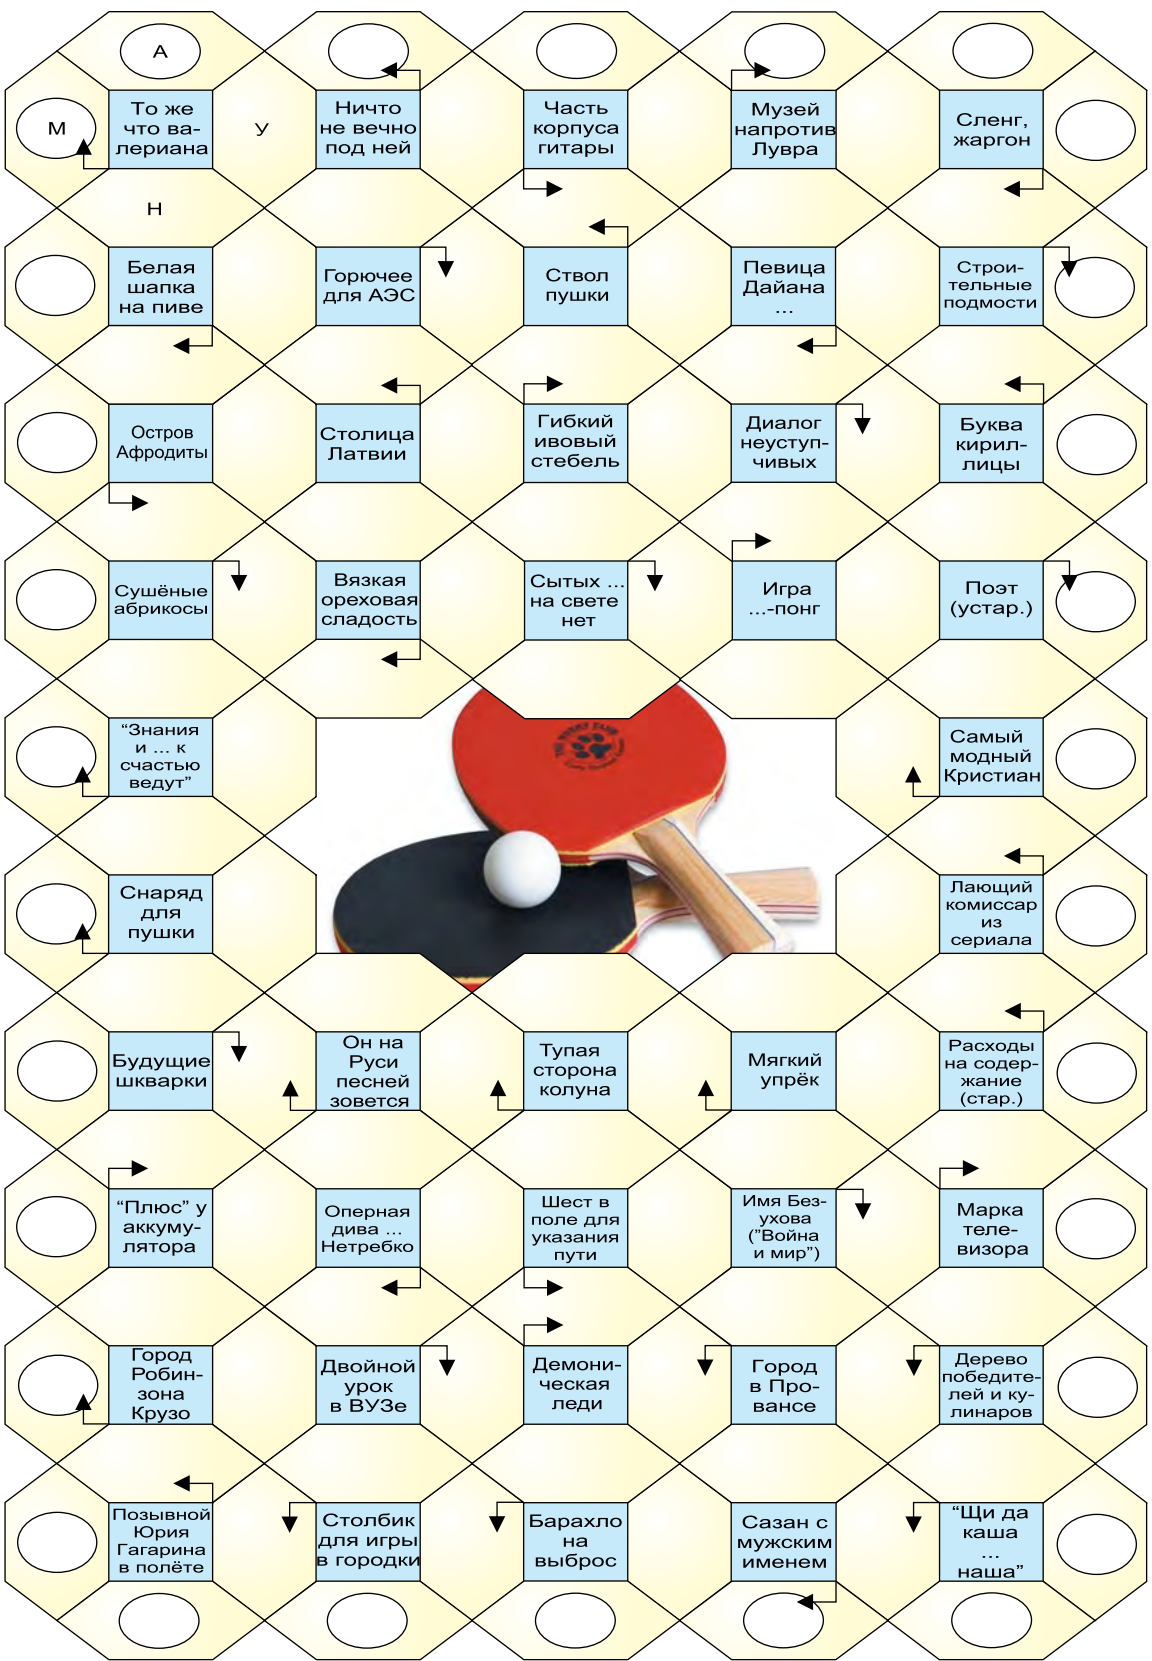 А
М
То же
что ва-
лериана
У
Ничто
не вечно
под ней
Часть
корпуса
гитары
Музей
напротив
Лувра
Сленг,
жаргон
Н
Белая
шапка
на пиве
Горючее
для АЭС
Ствол
пушки
Певица
Дайана
...
Строи-
тельные
подмости
Остров
Афродиты
Столица
Латвии
Гибкий
ивовый
стебель
Диалог
неуступ-
чивых
Буква
кирил-
лицы
Сушёные
абрикосы
Вязкая
ореховая
сладость
Сытых ...
на свете
нет
Игра
...-понг
Поэт
(устар.)
“Знания
и ... к
счастью
ведут”
Самый
модный
Кристиан
Снаряд
для
пушки
Лающий
комиссар
из
сериала
Будущие
шкварки
Он на
Руси
песней
зовется
Тупая
сторона
колуна
Мягкий
упрёк
Расходы
на содер-
жание
(стар.)
“Плюс” у
аккуму-
лятора
Оперная
дива ...
Нетребко
Шест в
поле для
указания
пути
Имя Без-
ухова
(”Война
и мир”)
Марка
теле-
визора
Город
Робин-
зона
Крузо
Двойной
урок
в ВУЗе
Демони-
ческая
леди
Город
в Про-
вансе
Дерево
победите-
лей и ку-
линаров
Позывной
Юрия
Гагарина
в полёте
Столбик
для игры
в городки
Барахло
на
выброс
Сазан с
мужским
именем
“Щи да
каша
...
наша”